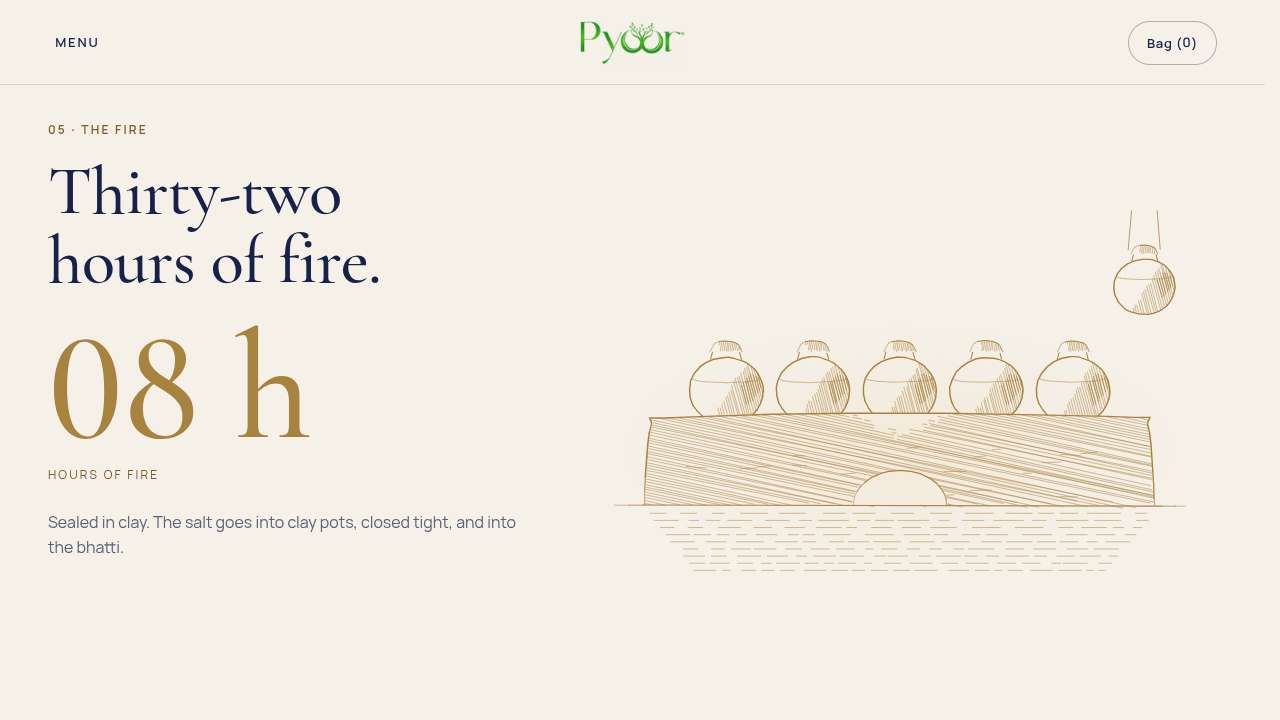 MENU
Pyoor
Bag (0)
05 · THE FIRE
Thirty-two
hours of fire.
08 h
HOURS OF FIRE
Sealed in clay. The salt goes into clay pots, closed tight, and into
the bhatti.